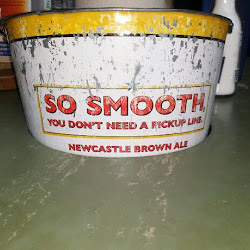 SO SMOOTH,
YOU DON'T NEED A PICKUP LINE.
NEWCASTLE BROWN ALE